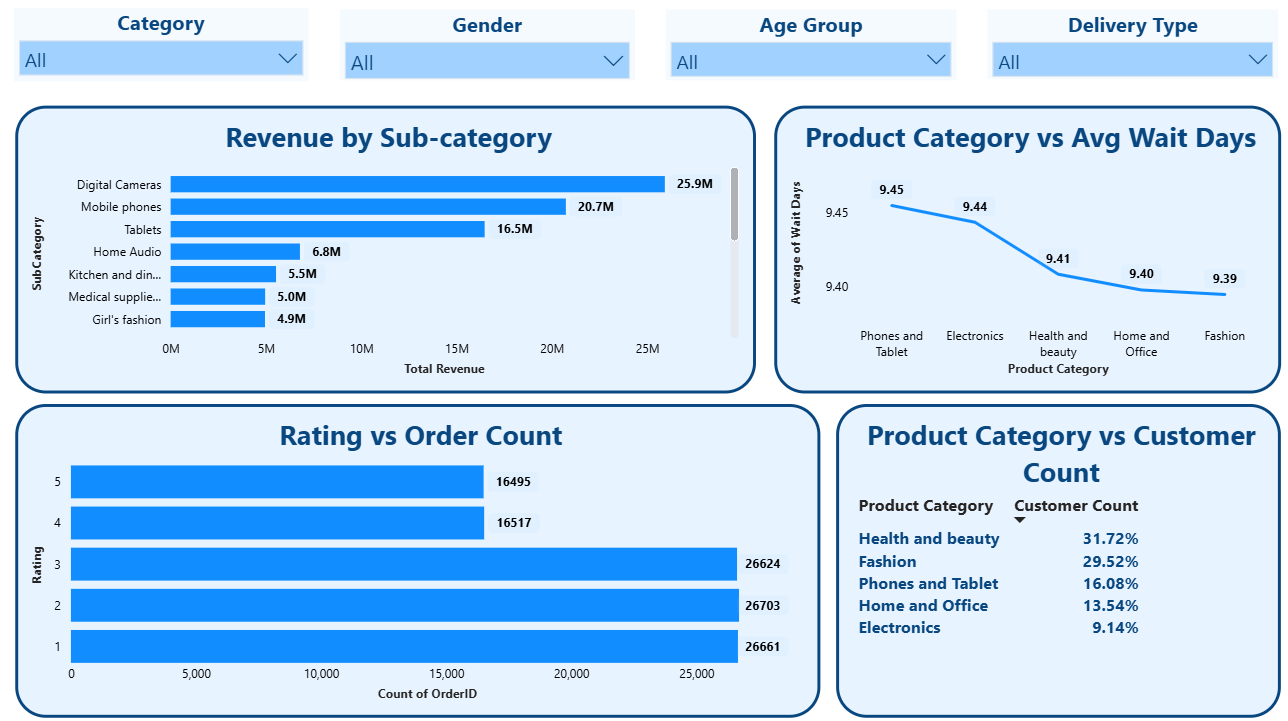 Category
Gender
Age Group
Delivery Type
All
All
All
All
Revenue by Sub-category
SubCategory
Digital Cameras
25.9M
Mobile phones
20.7M
Tablets
16.5M
Home Audio
6.8M
Kitchen and din...
5.5M
Medical supplie...
5.0M
Girl's fashion
4.9M
0M
5M
10M
15M
20M
25M
Total Revenue
Product Category vs Avg Wait Days
Average of Wait Days
9.45
9.40
9.45
9.44
9.41
9.40
9.39
Phones and
Tablet
Electronics
Health and
beauty
Home and
Office
Fashion
Product Category
Rating vs Order Count
Rating
5
16495
4
16517
3
26624
2
26703
1
26661
0
5,000
10,000
15,000
20,000
25,000
Count of OrderID
Product Category vs Customer
Count
Product Category Customer Count
Health and beauty 31.72%
Fashion 29.52%
Phones and Tablet 16.08%
Home and Office 13.54%
Electronics 9.14%